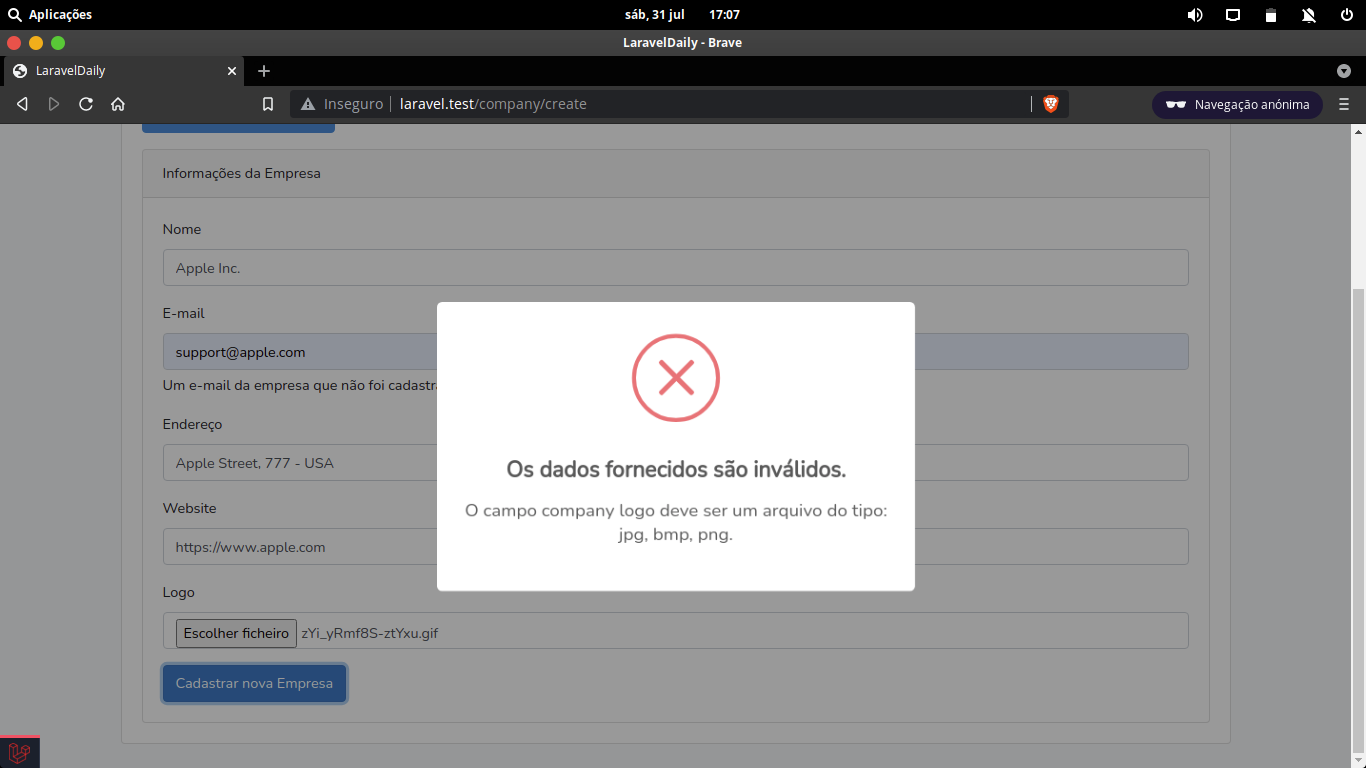 Aplicações
sáb, 31 jul 17:07
LaravelDaily - Brave
LaravelDaily
Inseguro laravel.test/company/create
Navegação anónima
Informações da Empresa
Nome
Apple Inc.
E-mail
support@apple.com
Um e-mail da empresa que não foi cadastr
Endereço
Apple Street, 777 - USA
Website
https://www.apple.com
Logo
Escolher ficheiro zYi_yRmf8S-ztYxu.gif
Cadastrar nova Empresa
Os dados fornecidos são inválidos.
O campo company logo deve ser um arquivo do tipo:
jpg, bmp, png.